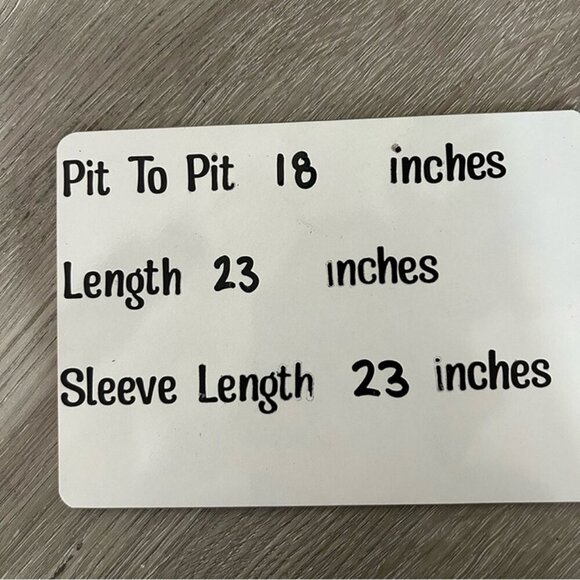 Pit To Pit 18 inches
Length 23 inches
Sleeve Length 23 inches